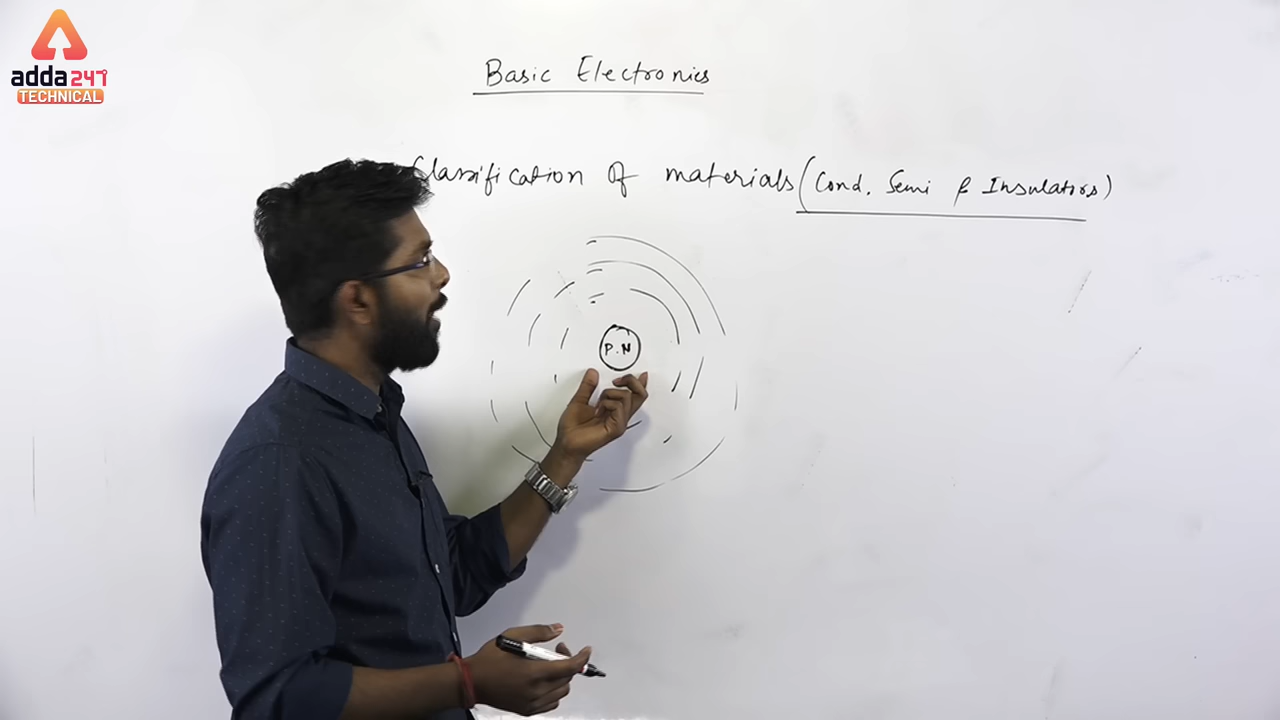 adda247
TECHNICAL
Basic Electronics
Classification of materials (Cond. Semi & Insulators)
P.N